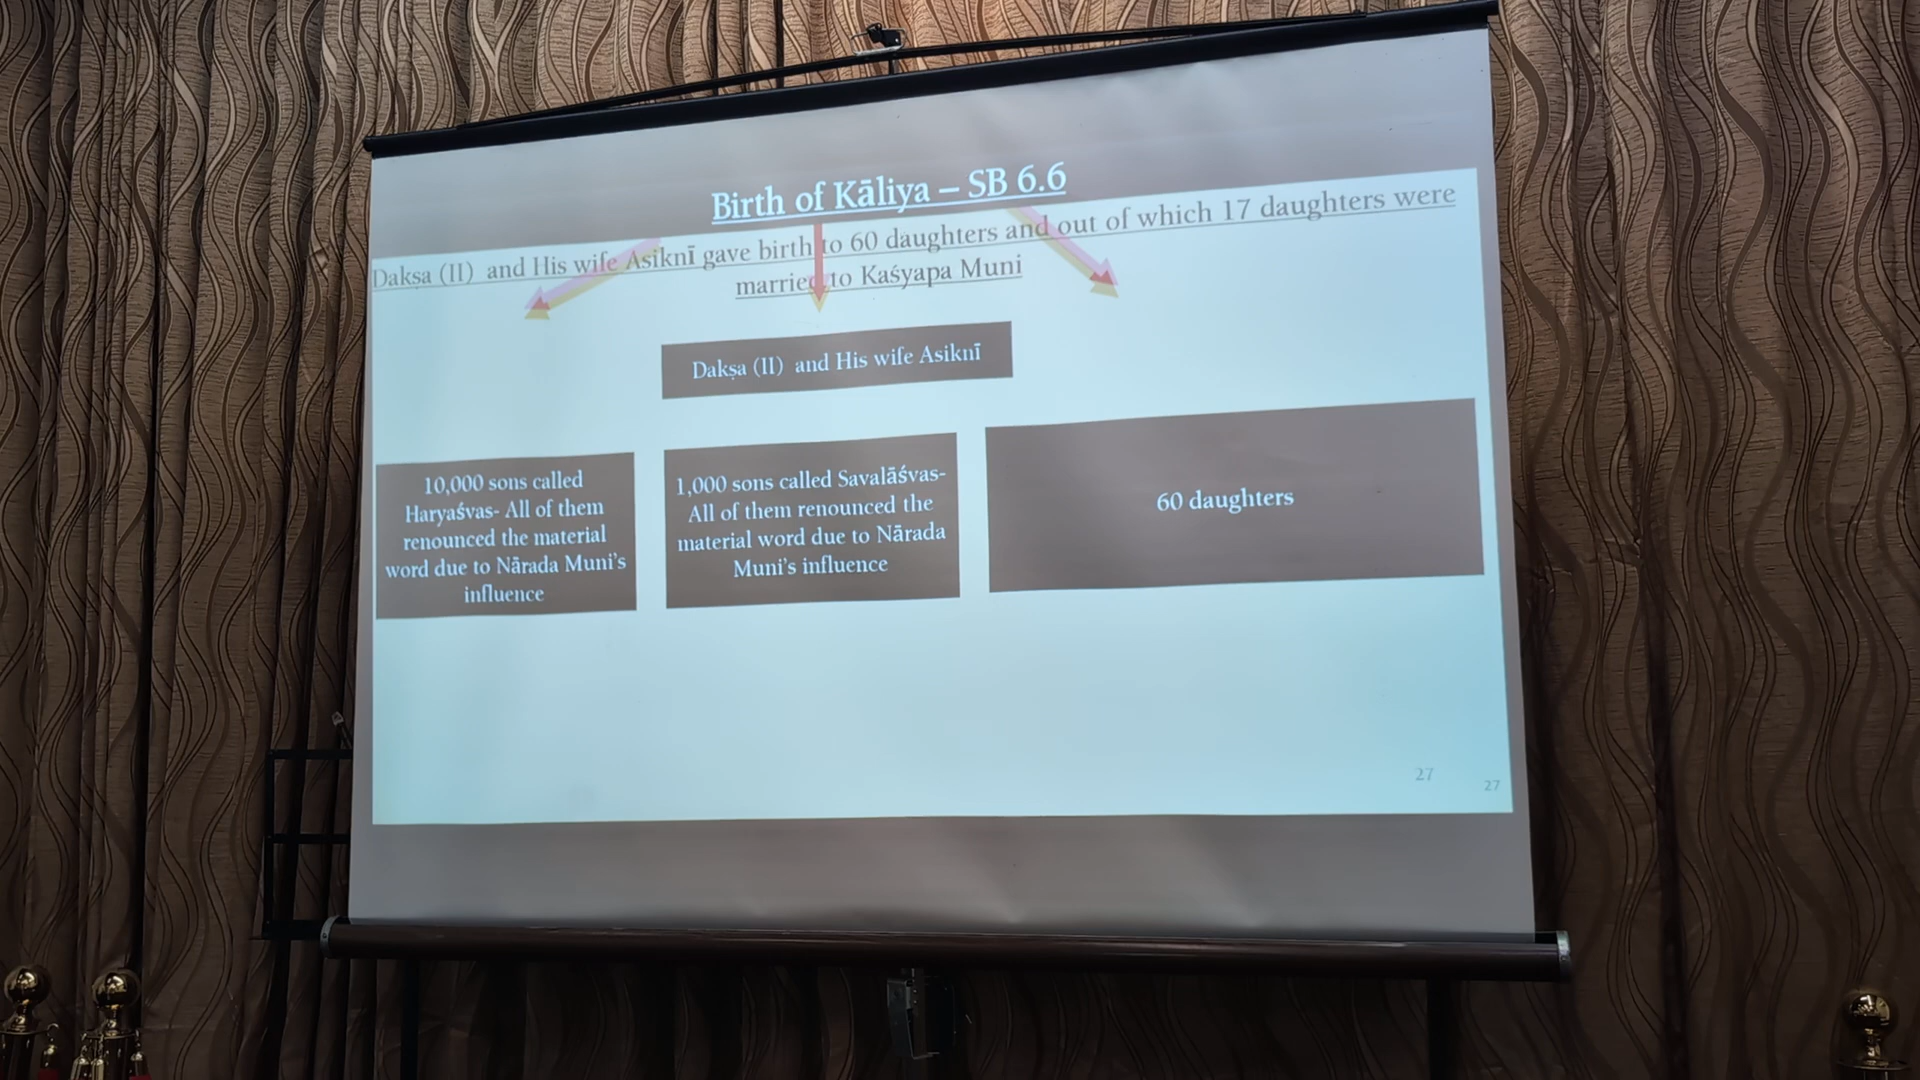 Birth of Kāliya – SB 6.6
Dakṣa (II) and His wife Asiknī gave birth to 60 daughters and out of which 17 daughters were
married to Kaśyapa Muni
Dakṣa (II) and His wife Asiknī
10,000 sons called
Haryaśvas- All of them
renounced the material
word due to Nārada Muni's
influence
1,000 sons called Savalāśvas-
All of them renounced the
material word due to Nārada
Muni's influence
60 daughters
27
27